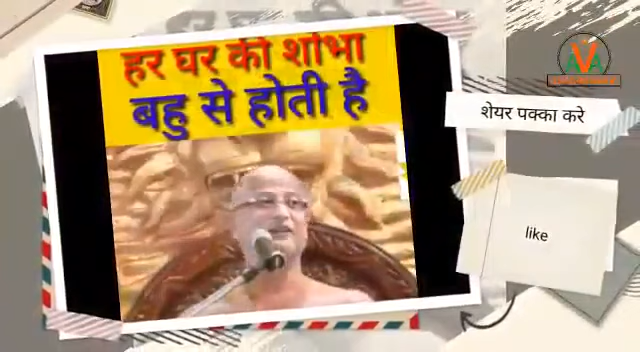 हर घर की शोभा
बहु से होती है
शेयर पक्का करे
like